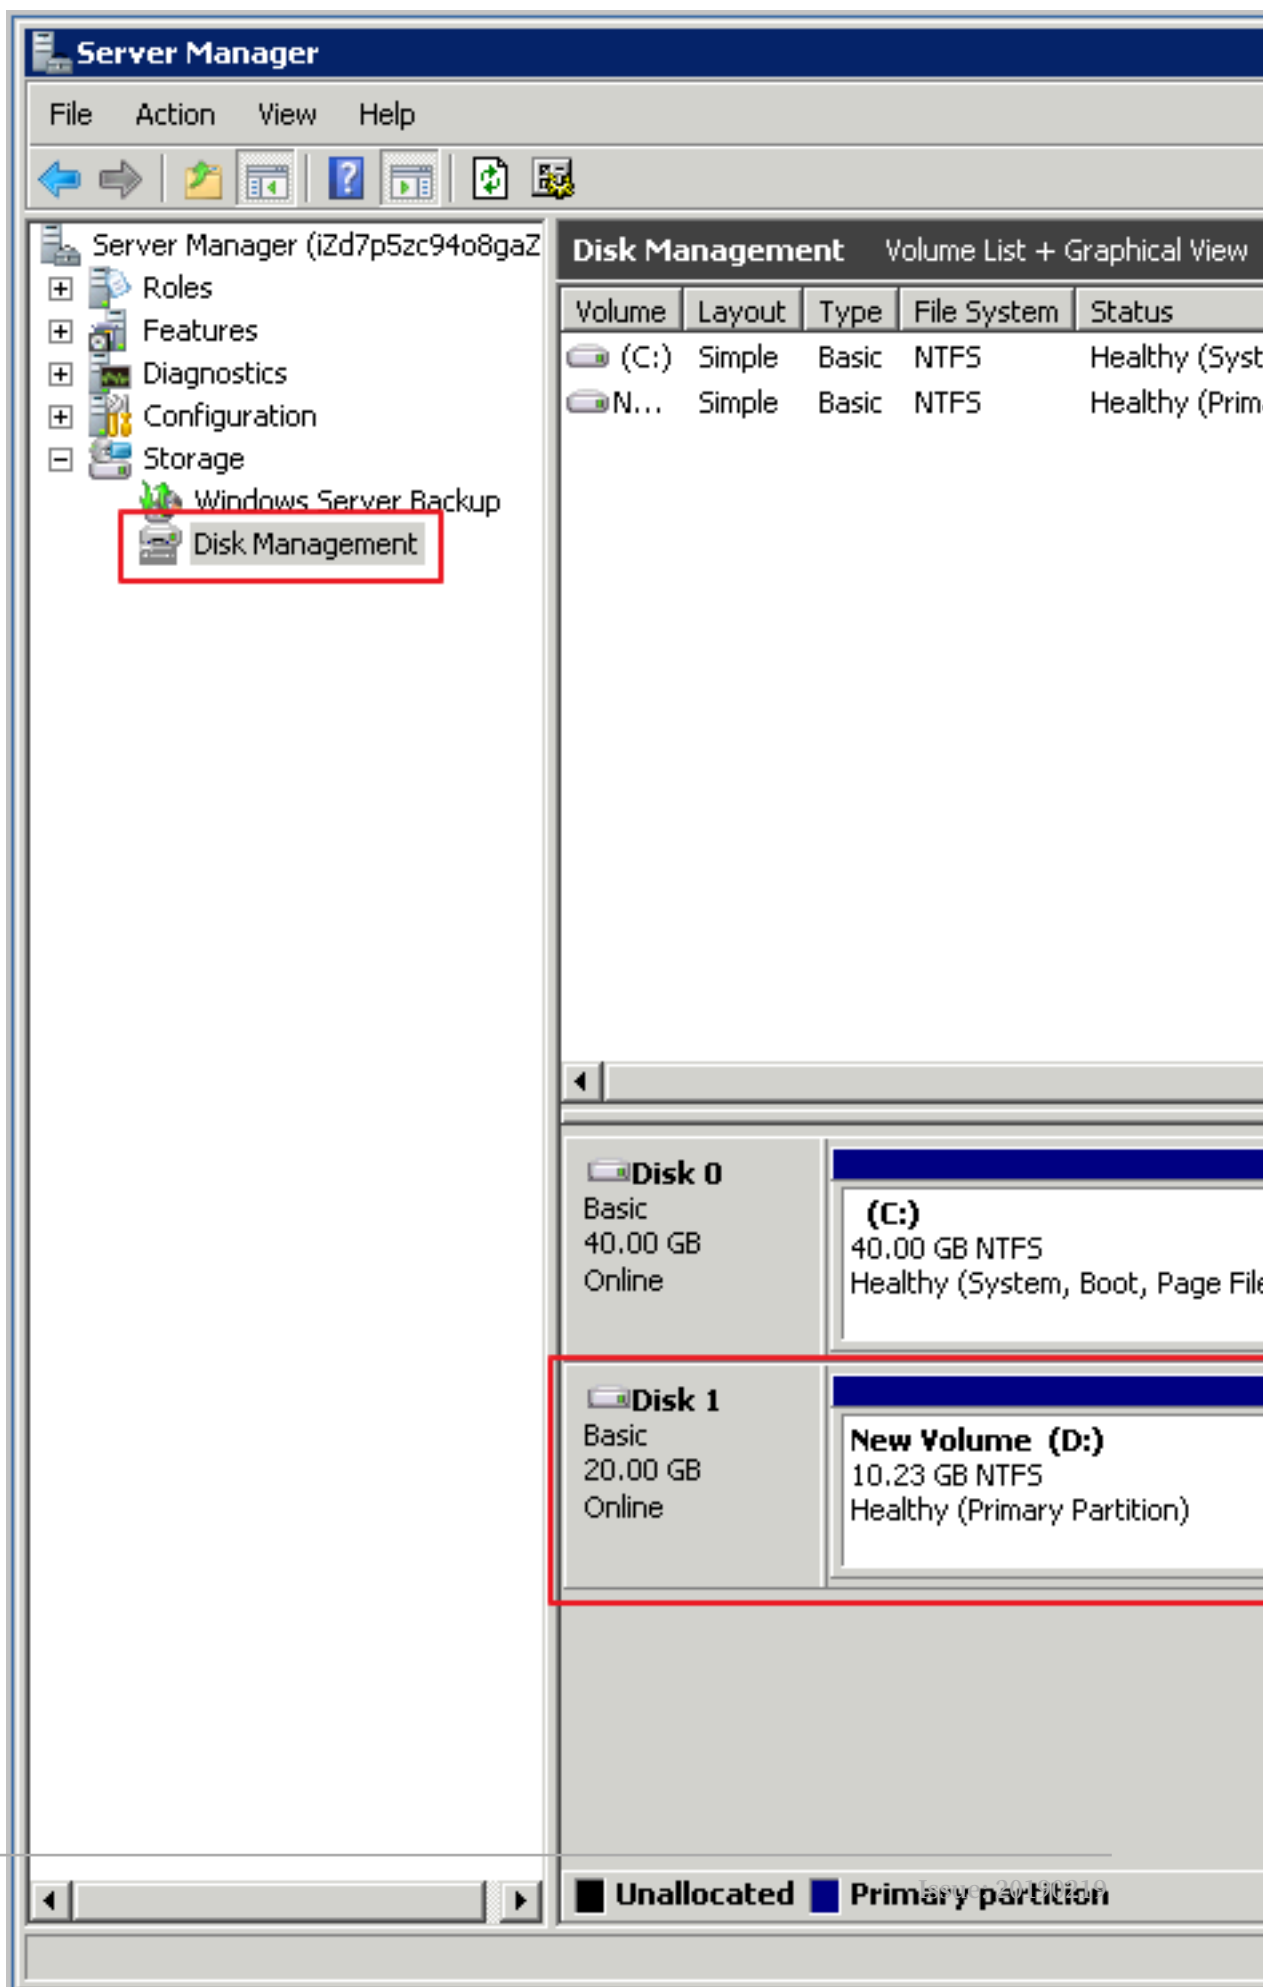 Server Manager
File Action View Help
Server Manager (iZd7p5zc94o8gaZ
Roles
Features
Diagnostics
Configuration
Storage
Windows Server Backup
Disk Management
Disk Management Volume List + Graphical View
Volume Layout Type File System Status
(C:) Simple Basic NTFS Healthy (Syst
N... Simple Basic NTFS Healthy (Prim
Disk 0
Basic
40.00 GB
Online
(C:)
40.00 GB NTFS
Healthy (System, Boot, Page File
Disk 1
Basic
20.00 GB
Online
New Volume (D:)
10.23 GB NTFS
Healthy (Primary Partition)
Unallocated Primary partition
Issue: 20190219